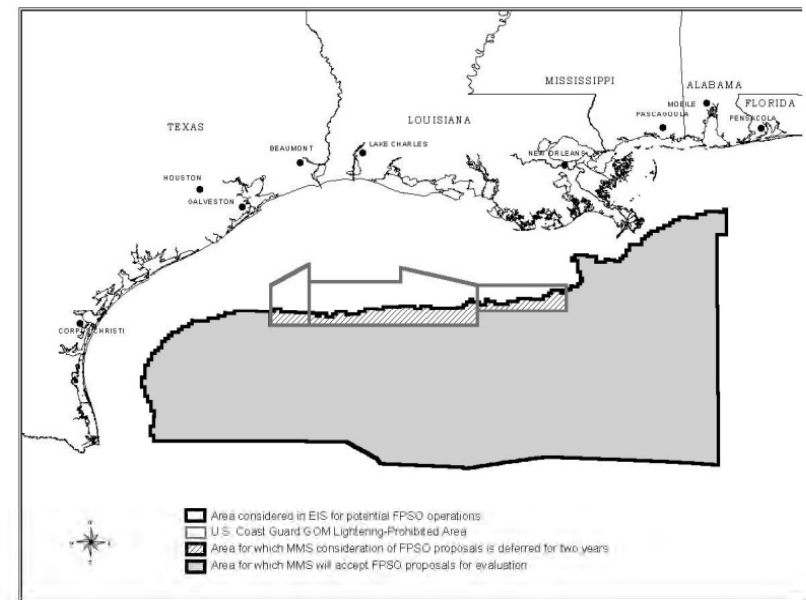 MISSISSIPPI
ALABAMA
MOBILE
FLORIDA
PASCAGOULA
PENSACOLA
TEXAS
LOUISIANA
BEAUMONT
LAKE CHARLES
NEW ORLEANS
HOUSTON
GALVESTON
CORPUS CHRISTI
Area considered in EIS for potential FPSO operations
U.S. Coast Guard GOM Lightering-Prohibited Area
Area for which MMS consideration of FPSO proposals is deferred for two years
Area for which MMS will accept FPSO proposals for evaluation